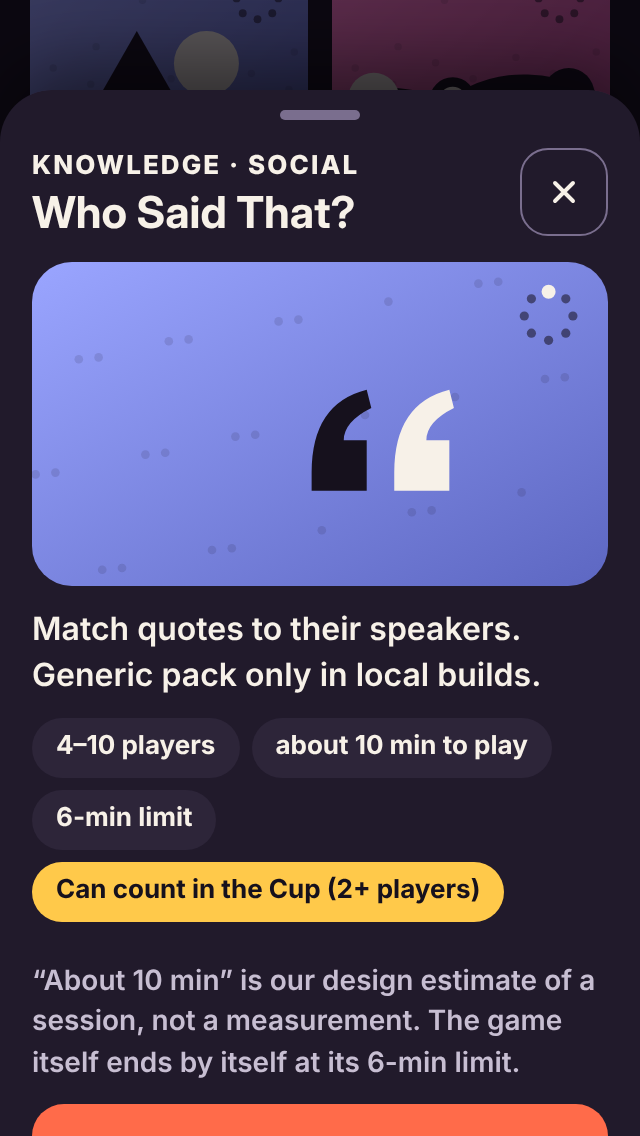 KNOWLEDGE · SOCIAL
Who Said That?
Match quotes to their speakers.
Generic pack only in local builds.
4–10 players
about 10 min to play
6-min limit
Can count in the Cup (2+ players)
“About 10 min” is our design estimate of a
session, not a measurement. The game
itself ends by itself at its 6-min limit.